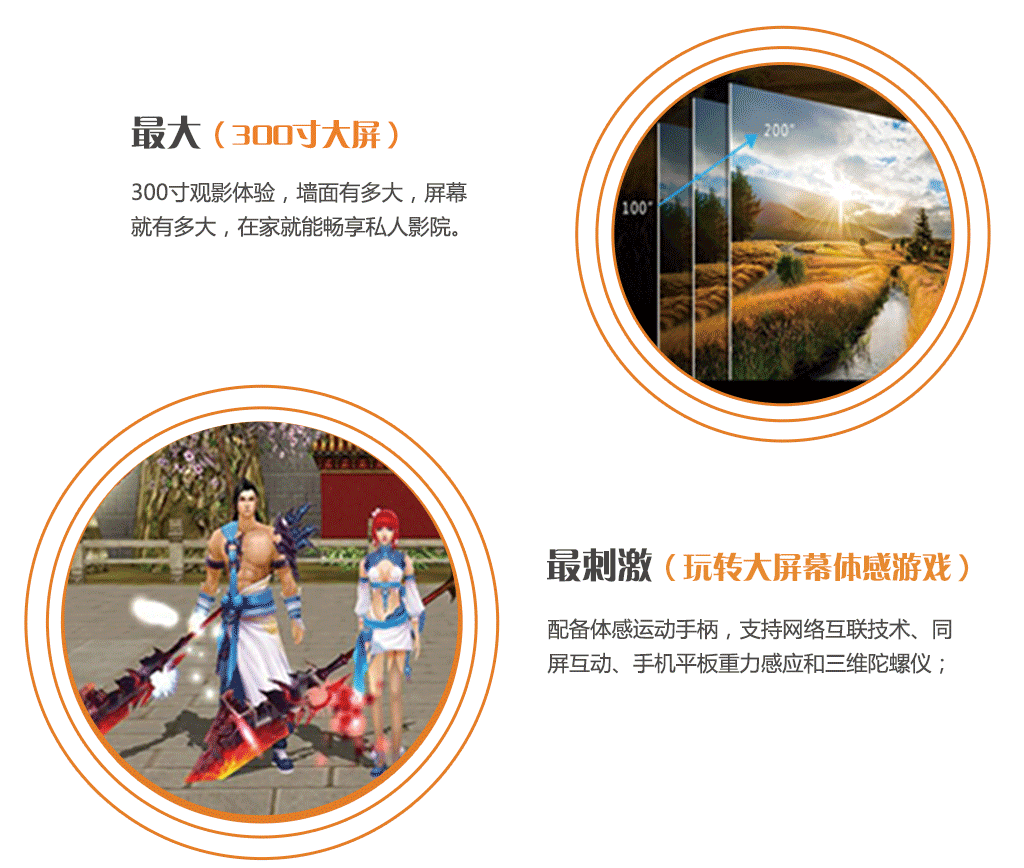 最大（300寸大屏）
300寸观影体验，墙面有多大，屏幕
就有多大，在家就能畅享私人影院。
200"
100"
最刺激（玩转大屏幕体感游戏）
配备体感运动手柄，支持网络互联技术、同
屏互动、手机平板重力感应和三维陀螺仪；